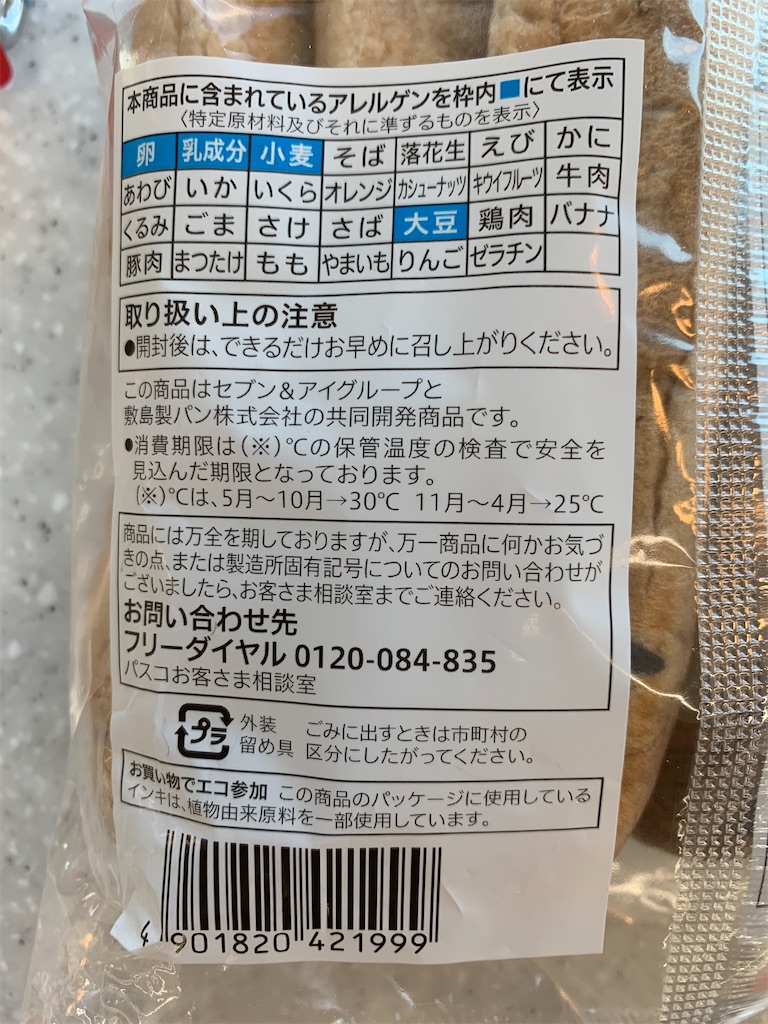 本商品に含まれているアレルゲンを枠内■にて表示
〈特定原材料及びそれに準ずるものを表示〉
卵 乳成分 小麦 そば 落花生 えび かに
あわび いか いくら オレンジ カシューナッツ キウイフルーツ 牛肉
くるみ ごま さけ さば 大豆 鶏肉 バナナ
豚肉 まつたけ もも やまいも りんご ゼラチン
取り扱い上の注意
●開封後は、できるだけお早めに召し上がりください。
この商品はセブン&アイグループと
敷島製パン株式会社の共同開発商品です。
●消費期限は(※)℃の保管温度の検査で安全を
見込んだ期限となっております。
(※)℃は、5月~10月→30℃ 11月~4月→25℃
商品には万全を期しておりますが、万一商品に何かお気づ
きの点、または製造所固有記号についてのお問い合わせが
ございましたら、お客さま相談室までご連絡ください。
お問い合わせ先
フリーダイヤル 0120-084-835
パスコお客さま相談室
プラ 外装 ごみに出すときは市町村の
留め具 区分にしたがってください。
お買い物でエコ参加 この商品のパッケージに使用している
インキは、植物由来原料を一部使用しています。
4 901820 421999